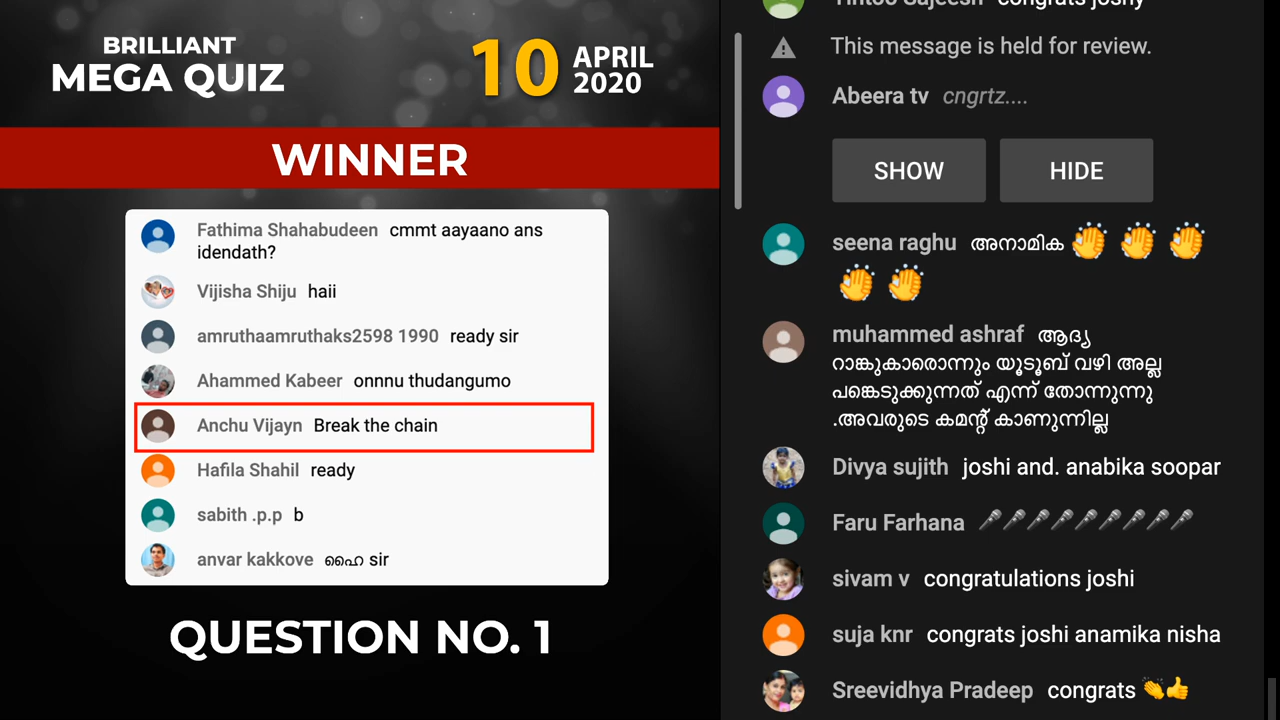 BRILLIANT
MEGA QUIZ
10 APRIL
2020
WINNER
Fathima Shahabudeen cmmt aayaano ans
idendath?
Vijisha Shiju haii
amruthaamruthaks2598 1990 ready sir
Ahammed Kabeer onnnu thudangumo
Anchu Vijayn Break the chain
Hafila Shahil ready
sabith .p.p b
anvar kakkove ഹൈ sir
QUESTION NO. 1
congrats joshy
This message is held for review.
Abeera tv cngrtz....
SHOW HIDE
seena raghu അനാമിക 👏 👏 👏
👏 👏
muhammed ashraf ആദ്യ
റാങ്കുകാരൊന്നും യൂടൂബ് വഴി അല്ല
പങ്കെടുക്കുന്നത് എന്ന് തോന്നുന്നു
.അവരുടെ കമന്റ് കാണുന്നില്ല
Divya sujith joshi and. anabika soopar
Faru Farhana 🎤🎤🎤🎤🎤🎤🎤🎤🎤
sivam v congratulations joshi
suja knr congrats joshi anamika nisha
Sreevidhya Pradeep congrats 👏👍